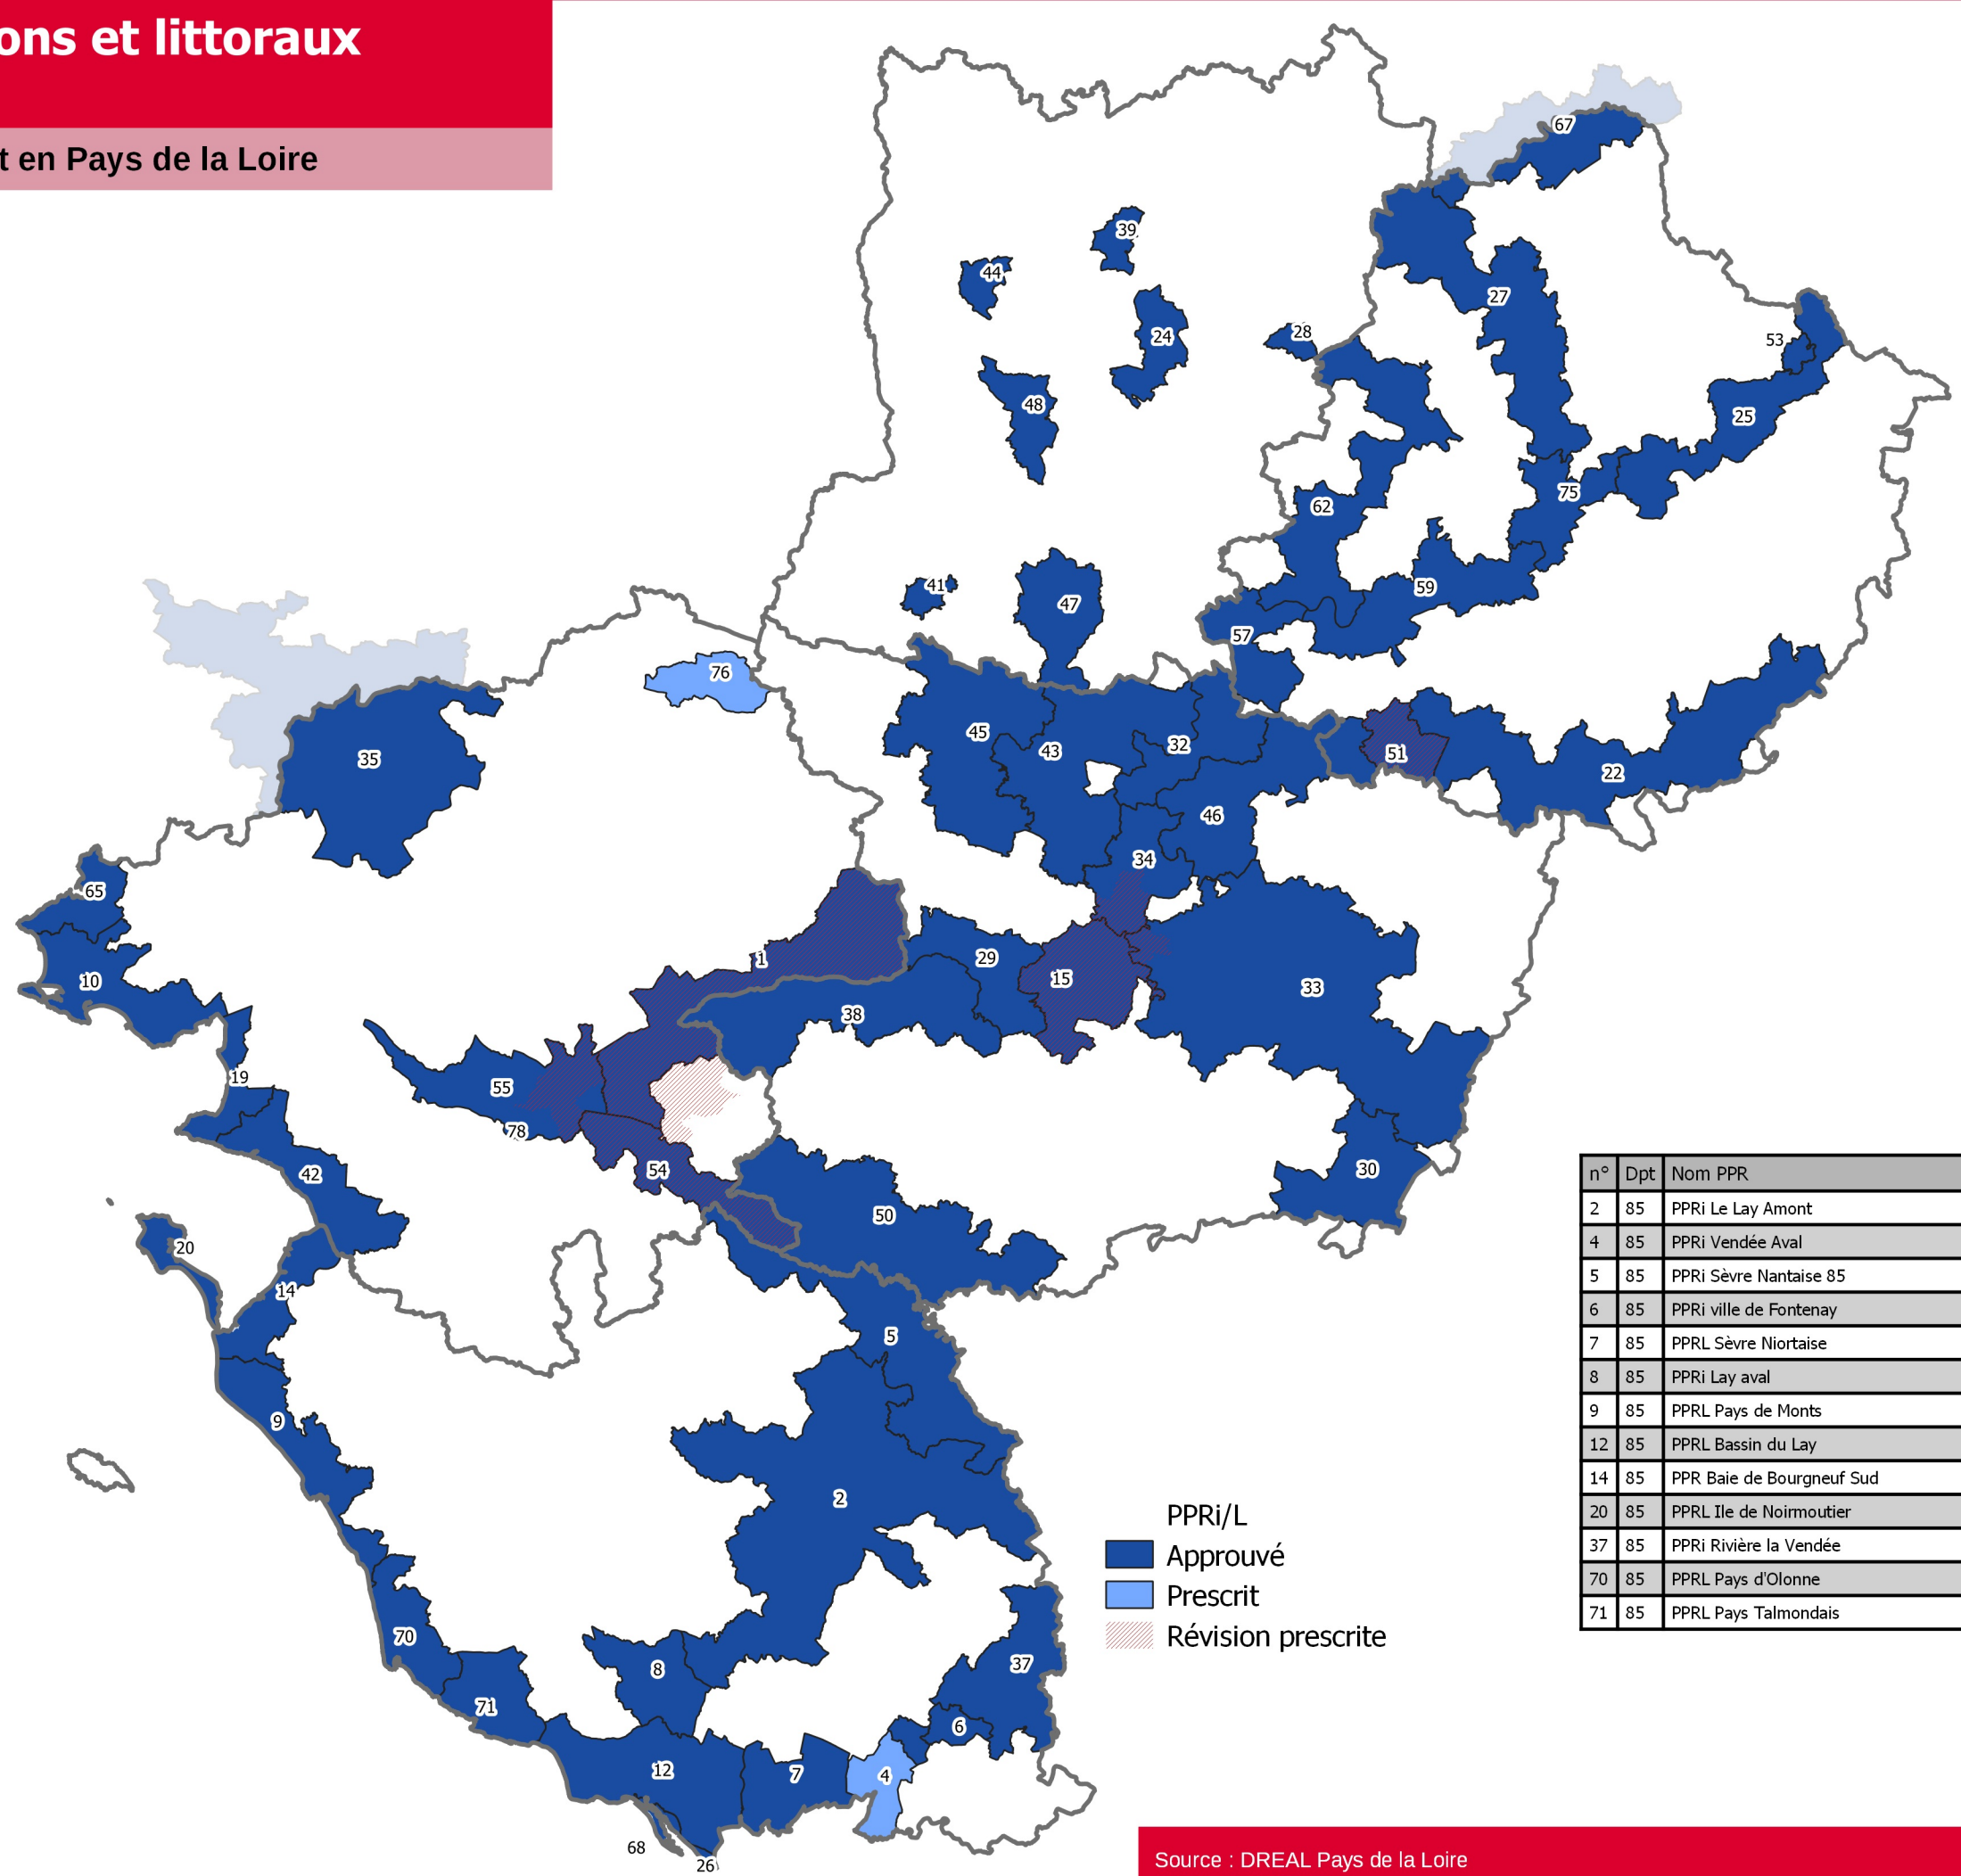 ons et littoraux
t en Pays de la Loire
67
39
44
27
28
24
53
48
25
75
62
41
47
59
57
76
45
43
32
51
22
35
46
34
65
10
1
29
15
33
38
19
55
78
54
42
30
50
20
14
5
9
2
70
8
37
71
6
12
7
4
68
26
PPRi/L
Approuvé
Prescrit
Révision prescrite
n° Dpt Nom PPR
2 85 PPRi Le Lay Amont
4 85 PPRi Vendée Aval
5 85 PPRi Sèvre Nantaise 85
6 85 PPRi ville de Fontenay
7 85 PPRL Sèvre Niortaise
8 85 PPRi Lay aval
9 85 PPRL Pays de Monts
12 85 PPRL Bassin du Lay
14 85 PPR Baie de Bourgneuf Sud
20 85 PPRL Ile de Noirmoutier
37 85 PPRi Rivière la Vendée
70 85 PPRL Pays d'Olonne
71 85 PPRL Pays Talmondais
Source : DREAL Pays de la Loire